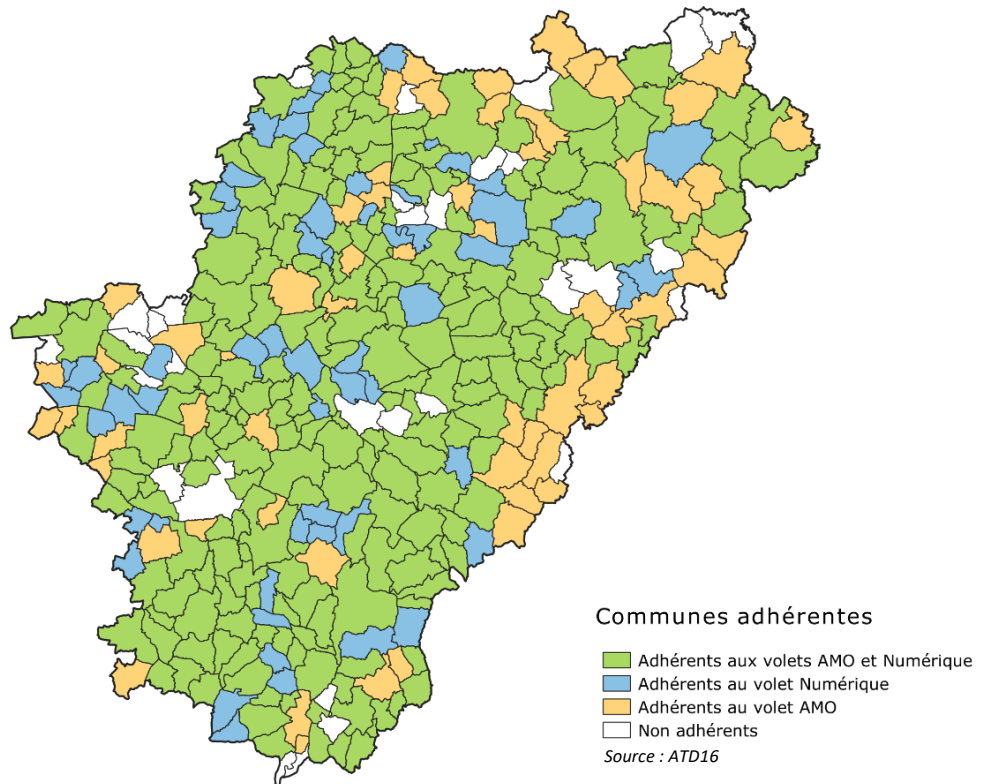 Communes adhérentes
Adhérents aux volets AMO et Numérique
Adhérents au volet Numérique
Adhérents au volet AMO
Non adhérents
Source : ATD16